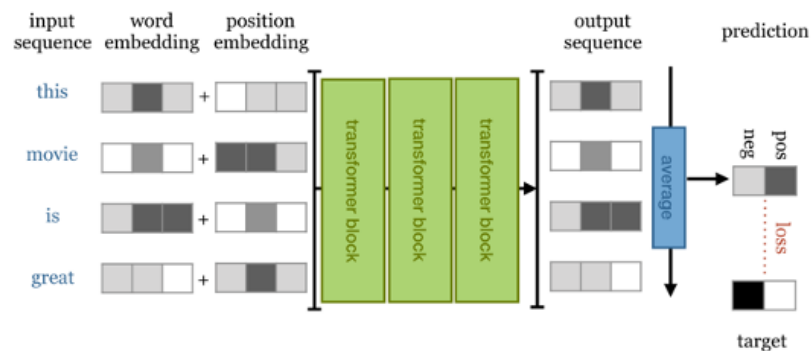 input
sequence
word
embedding
position
embedding
output
sequence
prediction
this
+
movie
+
is
+
great
+
transformer block
transformer block
transformer block
average
neg
pos
loss
target